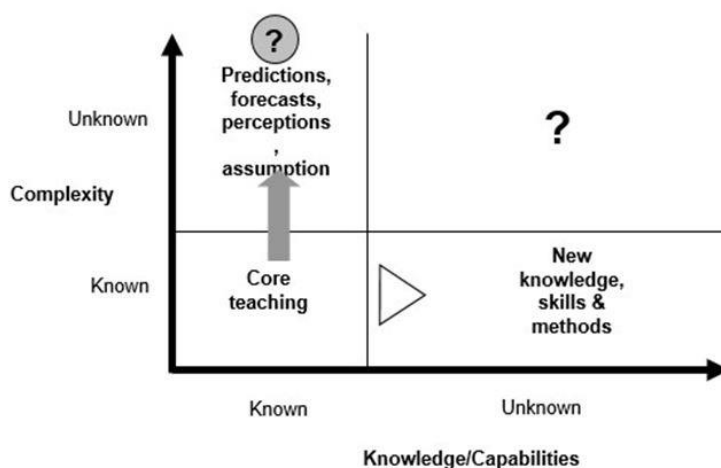 ?
Predictions,
forecasts,
perceptions
,
assumption
Unknown
?
Complexity
Known
Core
teaching
New
knowledge,
skills &
methods
Known
Unknown
Knowledge/Capabilities